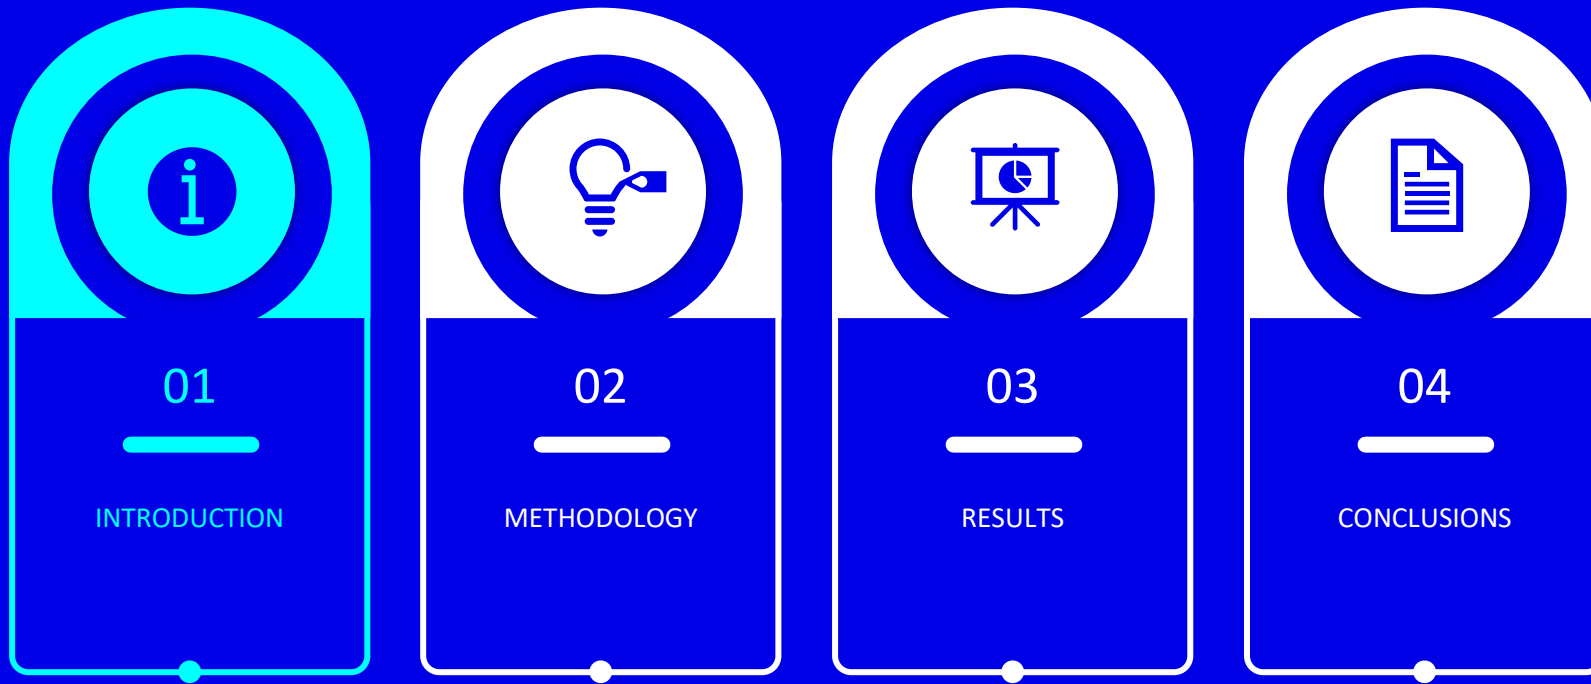 01
INTRODUCTION
02
METHODOLOGY
03
RESULTS
04
CONCLUSIONS